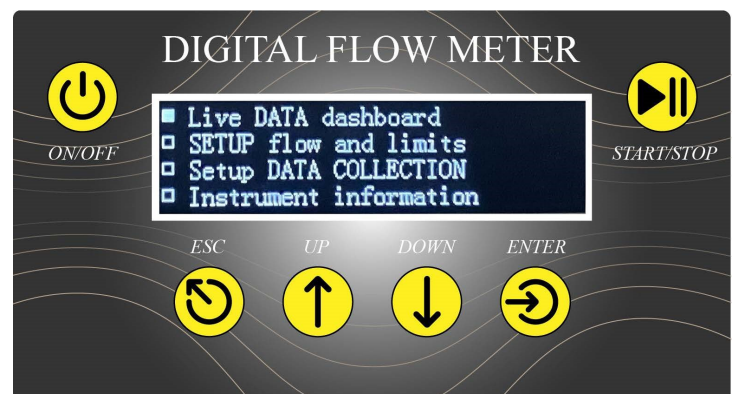 DIGITAL FLOW METER
ON/OFF
Live DATA dashboard
SETUP flow and limits
Setup DATA COLLECTION
Instrument information
START/STOP
ESC
UP
DOWN
ENTER